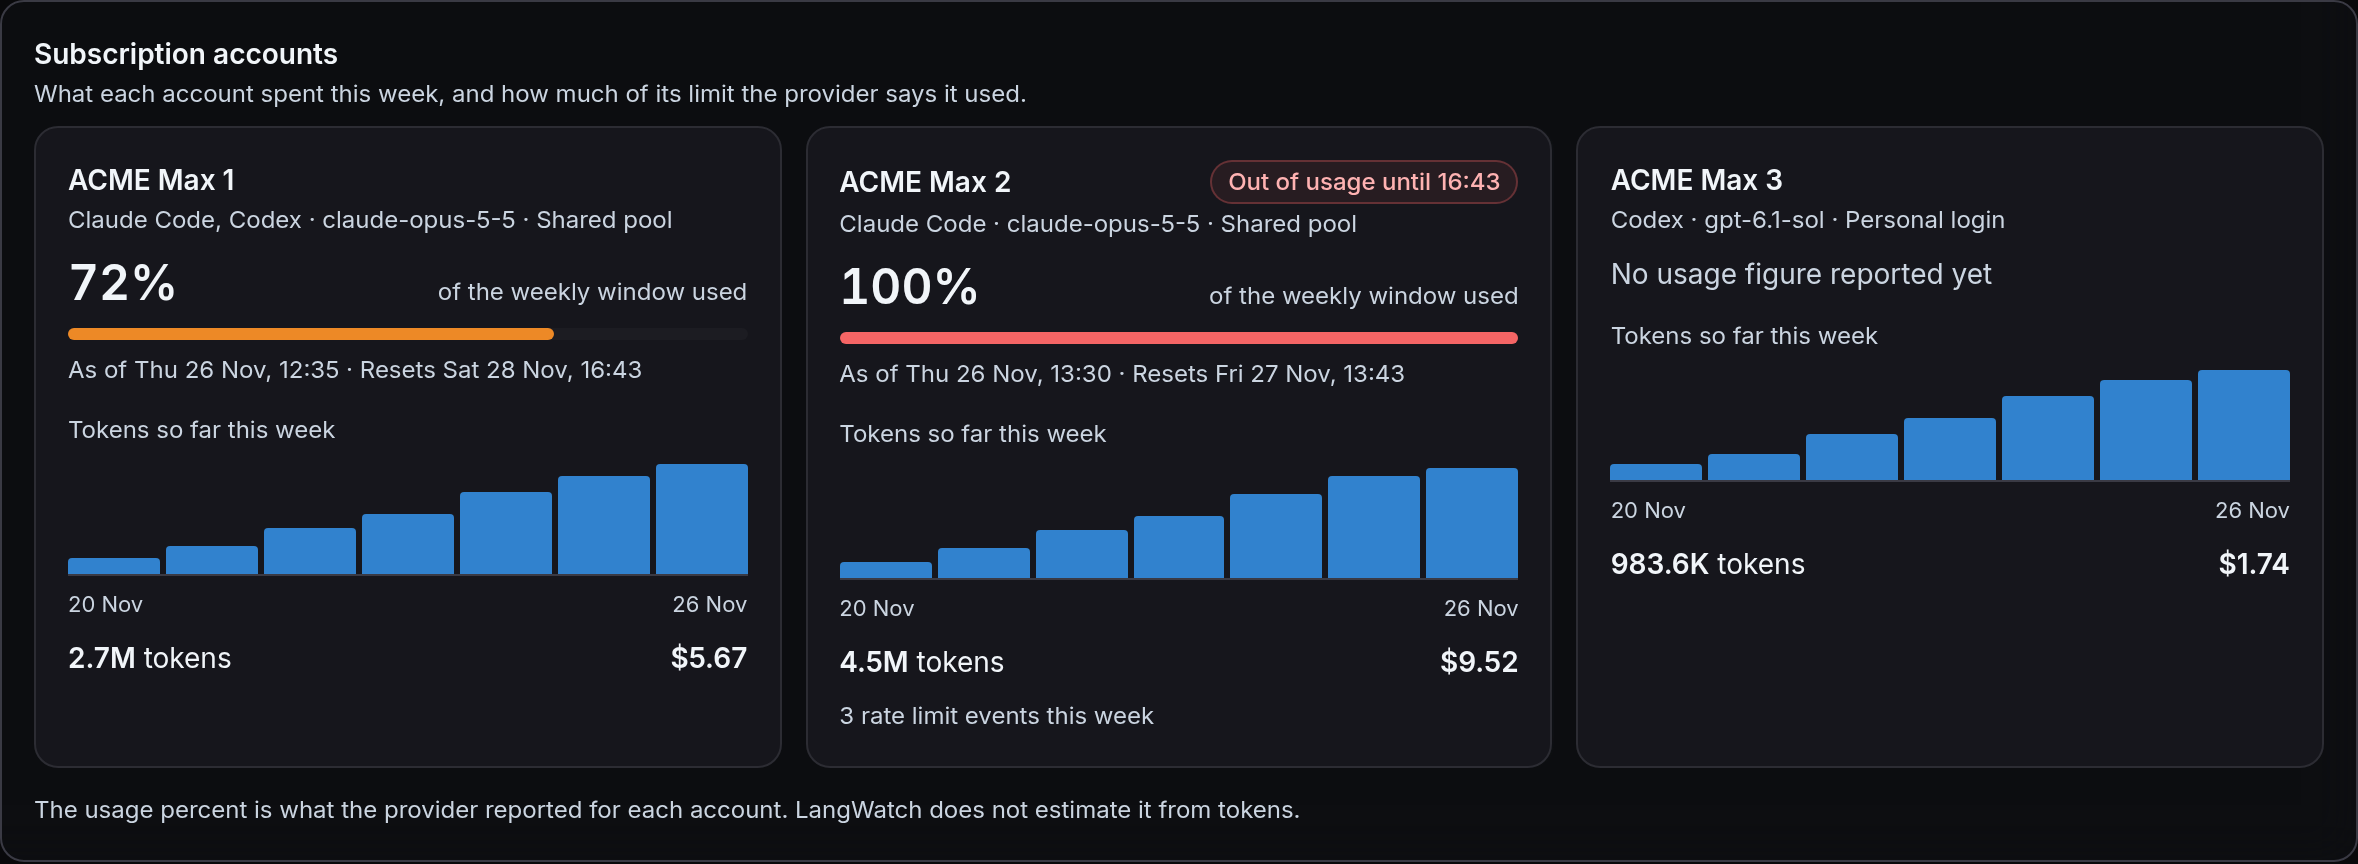 Subscription accounts
What each account spent this week, and how much of its limit the provider says it used.
ACME Max 1
Claude Code, Codex · claude-opus-5-5 · Shared pool
72%
of the weekly window used
As of Thu 26 Nov, 12:35 · Resets Sat 28 Nov, 16:43
Tokens so far this week
20 Nov
26 Nov
2.7M tokens
$5.67
ACME Max 2
Out of usage until 16:43
Claude Code · claude-opus-5-5 · Shared pool
100%
of the weekly window used
As of Thu 26 Nov, 13:30 · Resets Fri 27 Nov, 13:43
Tokens so far this week
20 Nov
26 Nov
4.5M tokens
$9.52
3 rate limit events this week
ACME Max 3
Codex · gpt-6.1-sol · Personal login
No usage figure reported yet
Tokens so far this week
20 Nov
26 Nov
983.6K tokens
$1.74
The usage percent is what the provider reported for each account. LangWatch does not estimate it from tokens.